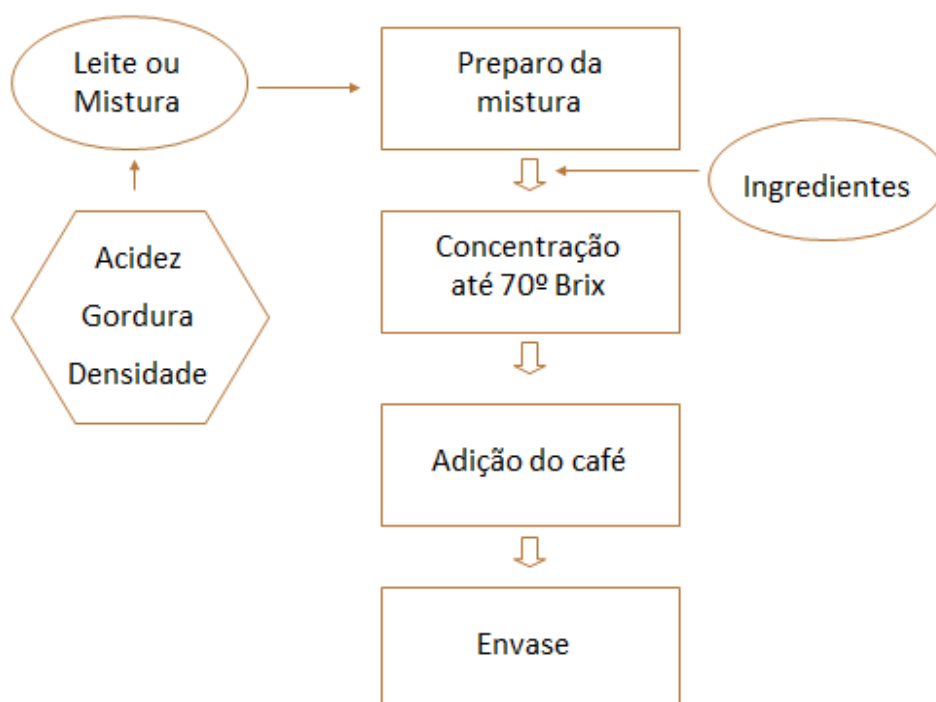 Leite ou
Mistura
Preparo da
mistura
Ingredientes
Acidez
Gordura
Densidade
Concentração
até 70º Brix
Adição do café
Envase